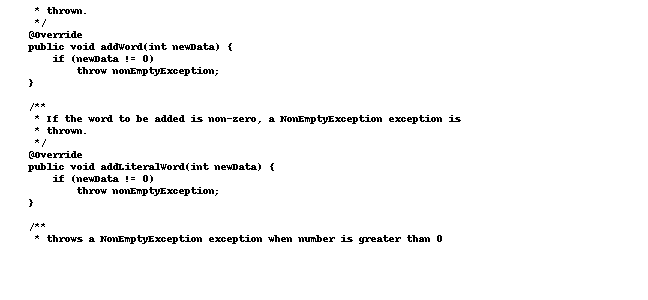 * thrown.
*/
@Override
public void addWord(int newData) {
if (newData != 0)
throw nonEmptyException;
}
/**
* If the word to be added is non-zero, a NonEmptyException exception is
* thrown.
*/
@Override
public void addLiteralWord(int newData) {
if (newData != 0)
throw nonEmptyException;
}
/**
* throws a NonEmptyException exception when number is greater than 0